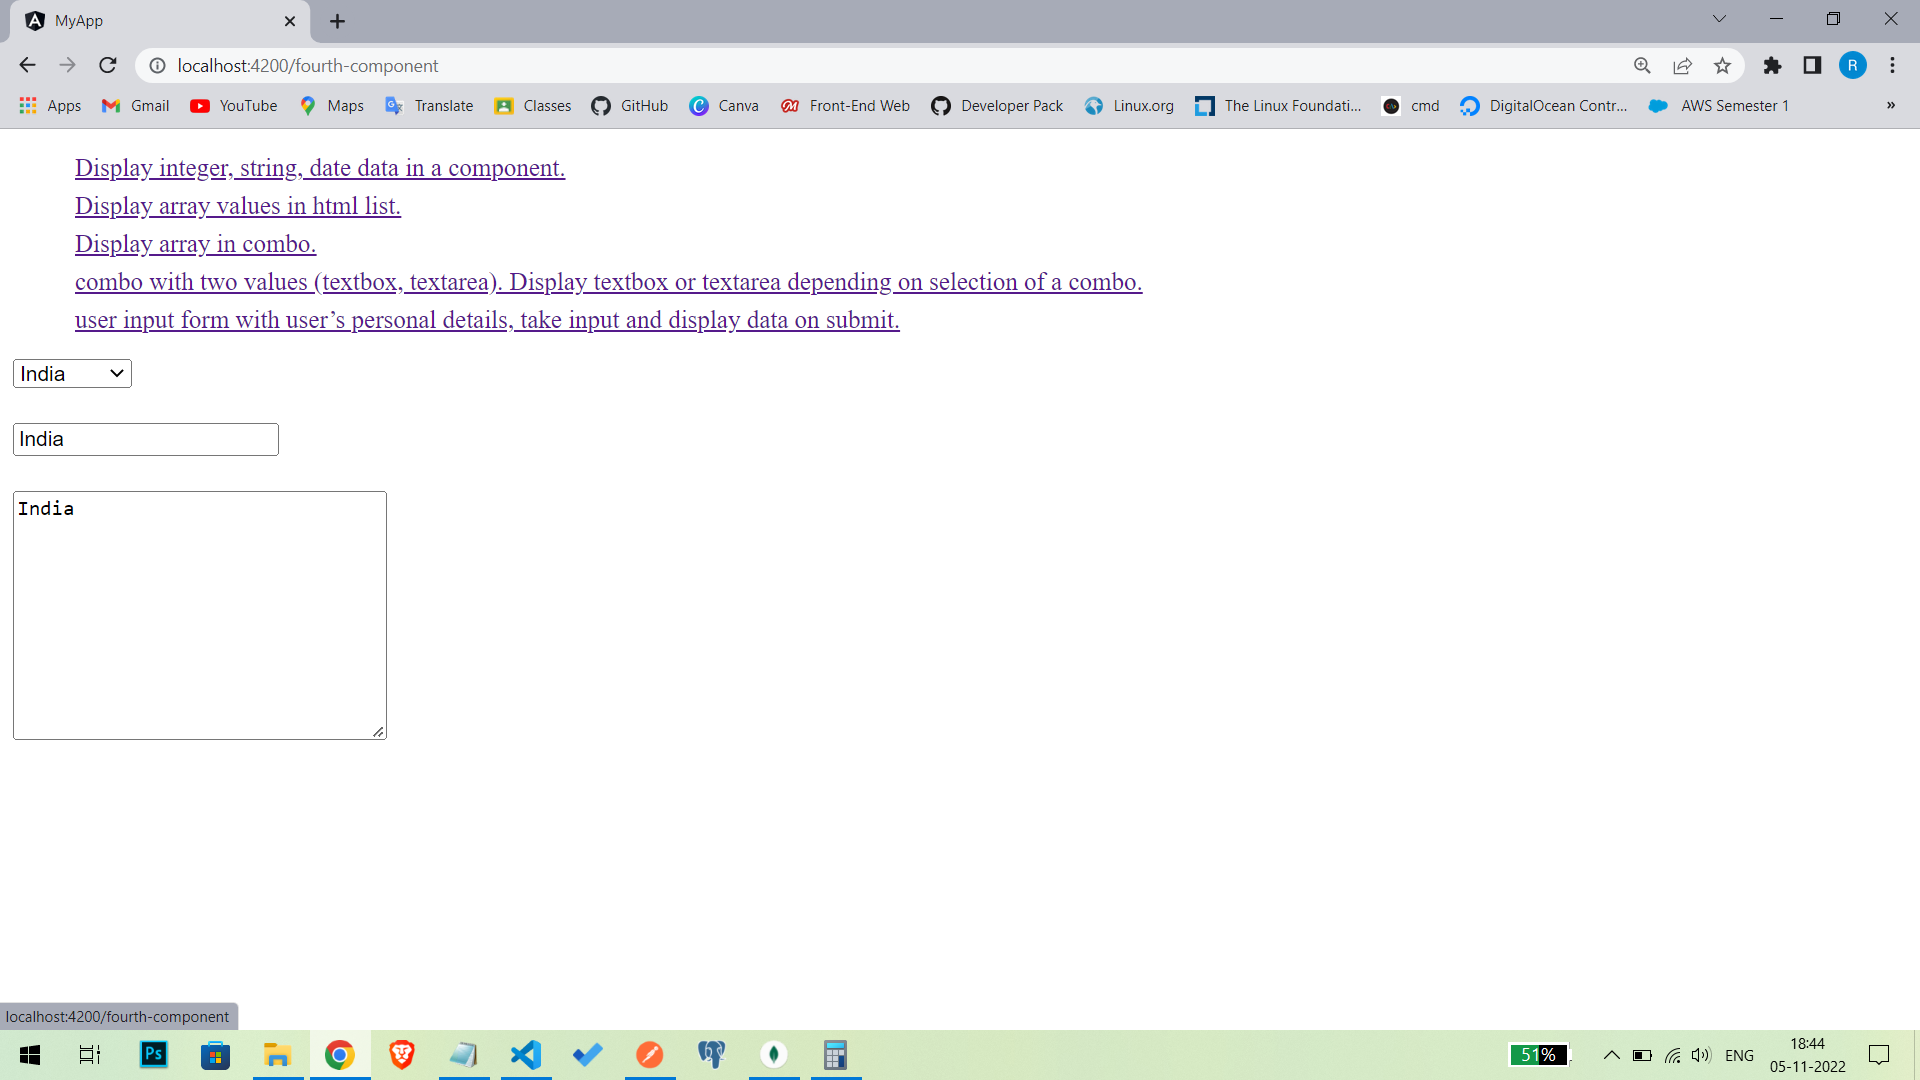 MyApp
localhost:4200/fourth-component
R
Apps Gmail YouTube Maps Translate Classes GitHub Canva Front-End Web Developer Pack Linux.org The Linux Foundati... cmd DigitalOcean Contr... AWS Semester 1 »
Display integer, string, date data in a component.
Display array values in html list.
Display array in combo.
combo with two values (textbox, textarea). Display textbox or textarea depending on selection of a combo.
user input form with user’s personal details, take input and display data on submit.
India
India
India
localhost:4200/fourth-component
Ps
51%
ENG
18:44
05-11-2022